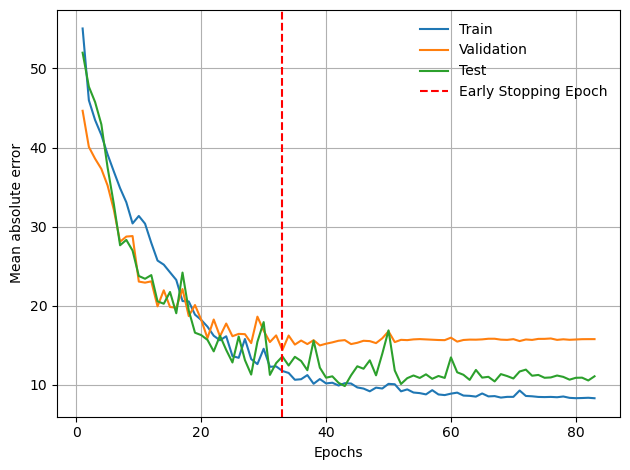 Train
Validation
Test
Early Stopping Epoch
Mean absolute error
50
40
30
20
10
0
20
40
60
80
Epochs